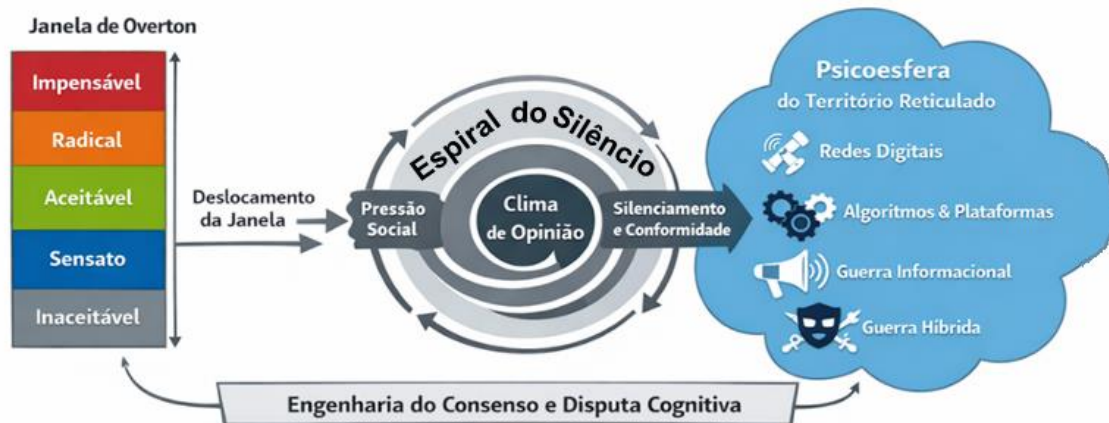 Janela de Overton
Impensável
Radical
Aceitável
Sensato
Inaceitável
Deslocamento
da Janela
Espiral do Silêncio
Pressão
Social
Clima
de Opinião
Silenciamento
e Conformidade
Psicoesfera
do Território Reticulado
Redes Digitais
Algoritmos & Plataformas
Guerra Informacional
Guerra Híbrida
Engenharia do Consenso e Disputa Cognitiva